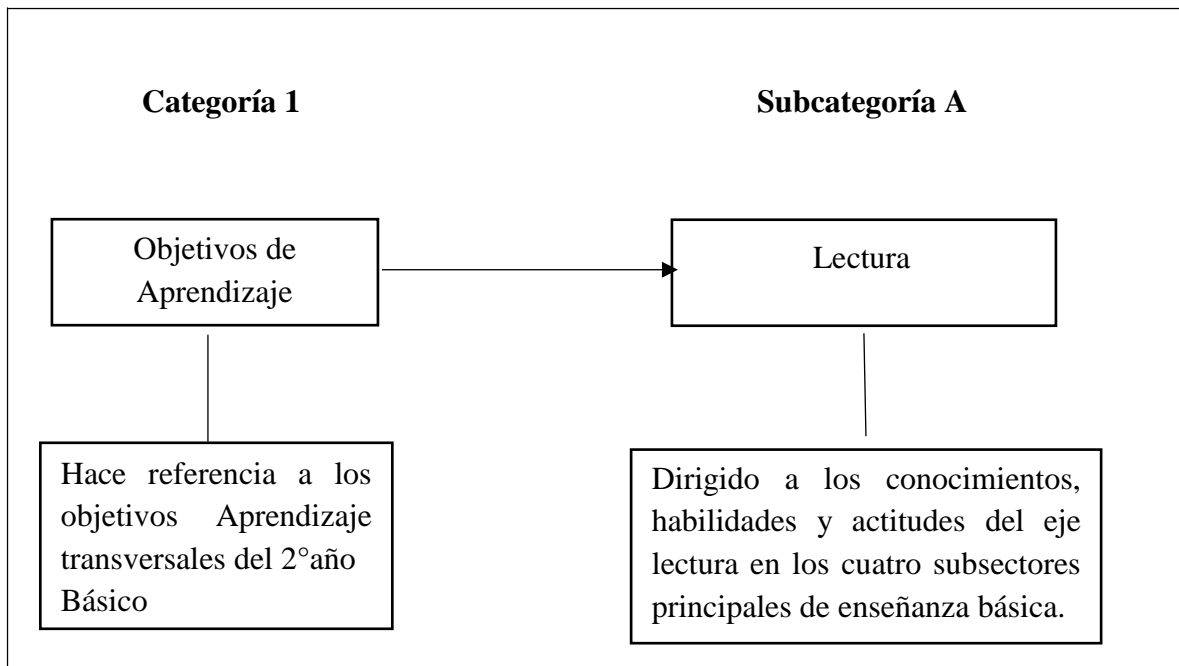 Categoría 1
Subcategoría A
Objetivos de
Aprendizaje
Lectura
Hace referencia a los
objetivos Aprendizaje
transversales del 2°año
Básico
Dirigido a los conocimientos,
habilidades y actitudes del eje
lectura en los cuatro subsectores
principales de enseñanza básica.